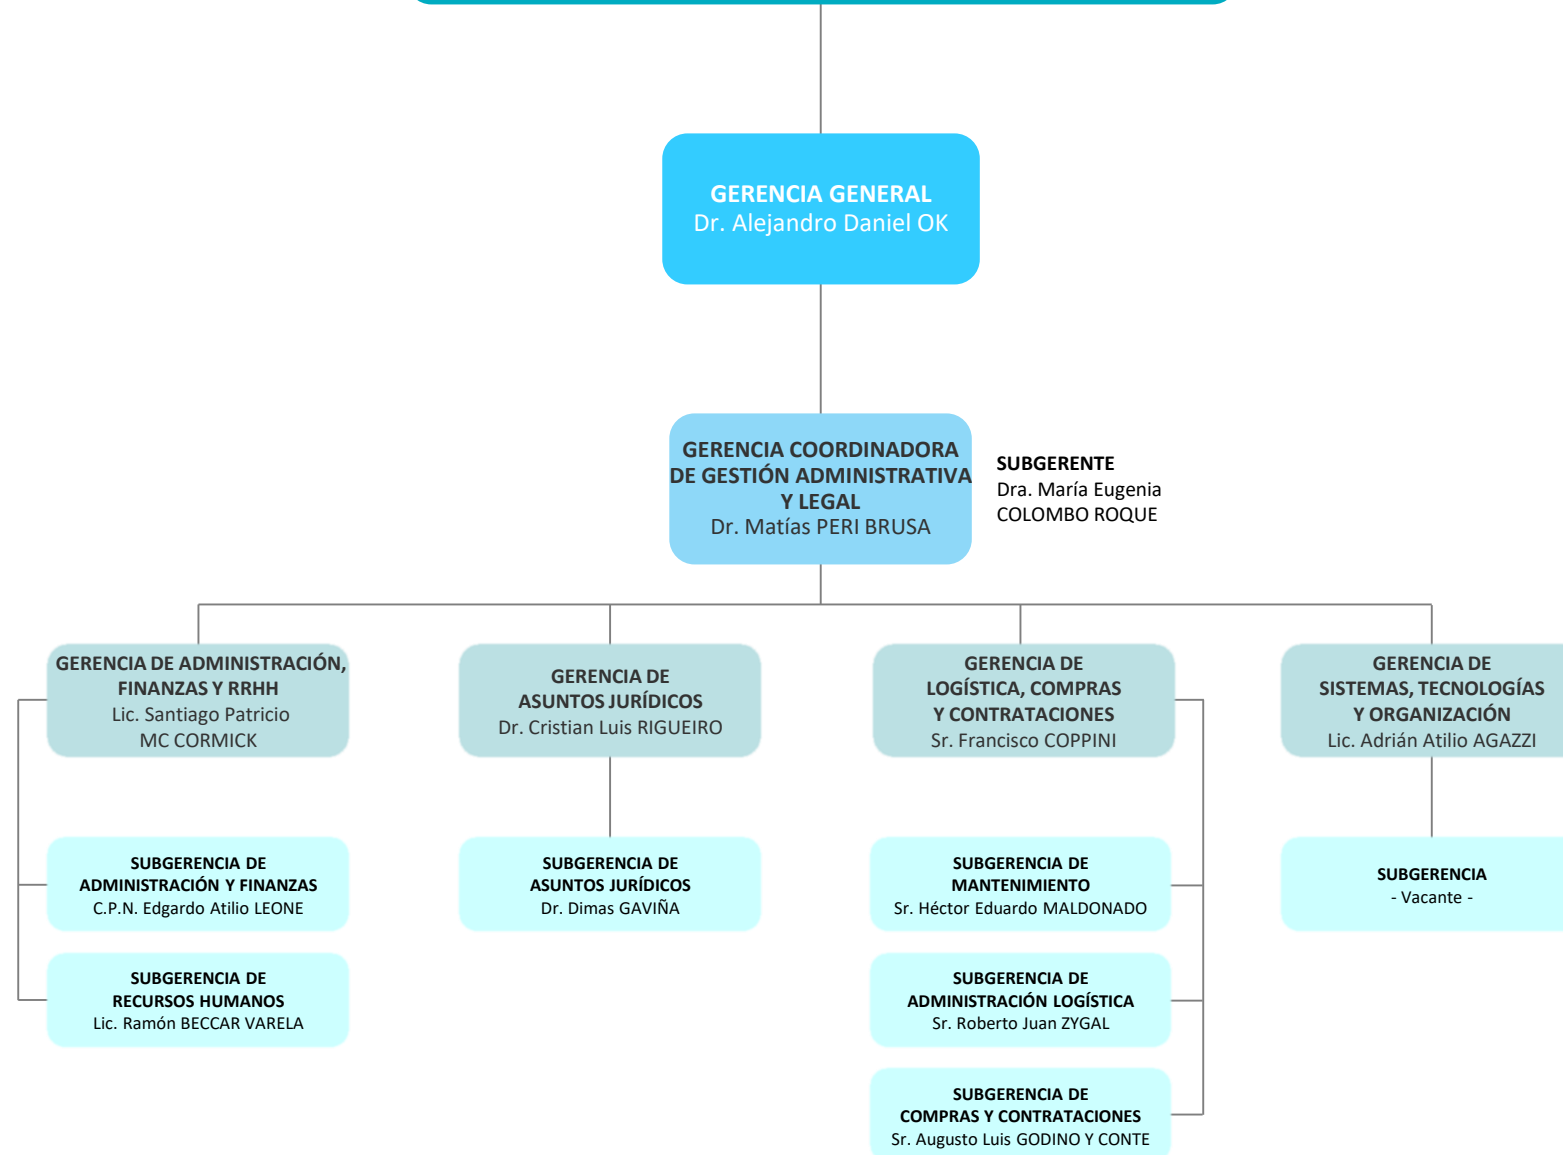 GERENCIA GENERAL
Dr. Alejandro Daniel OK
GERENCIA COORDINADORA
DE GESTIÓN ADMINISTRATIVA
Y LEGAL
Dr. Matías PERI BRUSA
SUBGERENTE
Dra. María Eugenia
COLOMBO ROQUE
GERENCIA DE ADMINISTRACIÓN,
FINANZAS Y RRHH
Lic. Santiago Patricio
MC CORMICK
GERENCIA DE
ASUNTOS JURÍDICOS
Dr. Cristian Luis RIGUEIRO
GERENCIA DE
LOGÍSTICA, COMPRAS
Y CONTRATACIONES
Sr. Francisco COPPINI
GERENCIA DE
SISTEMAS, TECNOLOGÍAS
Y ORGANIZACIÓN
Lic. Adrián Atilio AGAZZI
SUBGERENCIA DE
ADMINISTRACIÓN Y FINANZAS
C.P.N. Edgardo Atilio LEONE
SUBGERENCIA DE
ASUNTOS JURÍDICOS
Dr. Dimas GAVIÑA
SUBGERENCIA DE
MANTENIMIENTO
Sr. Héctor Eduardo MALDONADO
SUBGERENCIA
- Vacante -
SUBGERENCIA DE
RECURSOS HUMANOS
Lic. Ramón BECCAR VARELA
SUBGERENCIA DE
ADMINISTRACIÓN LOGÍSTICA
Sr. Roberto Juan ZYGAL
SUBGERENCIA DE
COMPRAS Y CONTRATACIONES
Sr. Augusto Luis GODINO Y CONTE